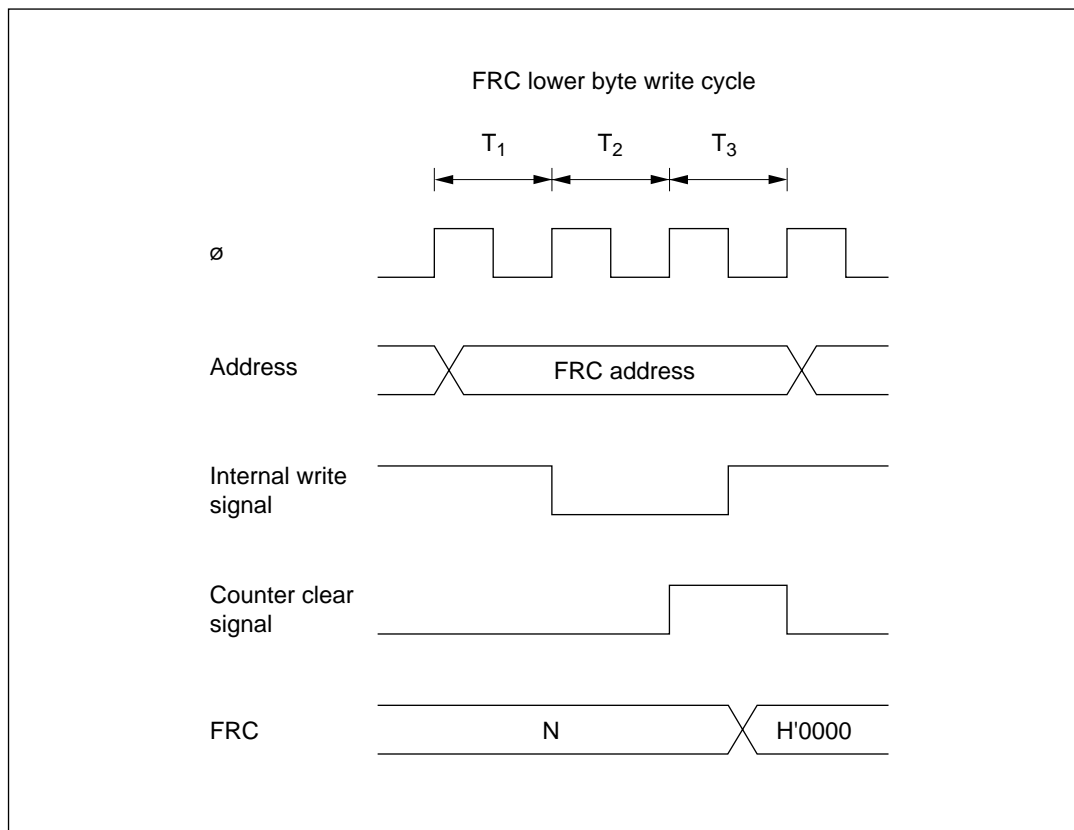 FRC lower byte write cycle
T1 T2 T3
ø
Address
FRC address
Internal write
signal
Counter clear
signal
FRC
N
H'0000